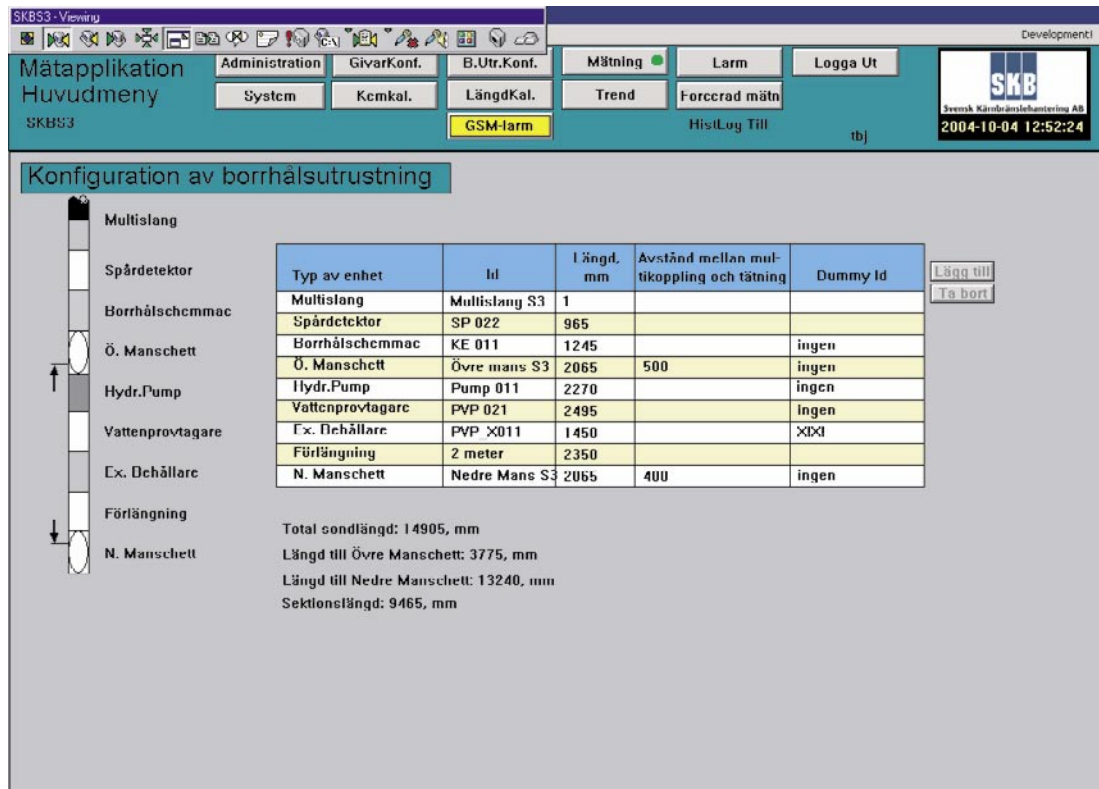 SKBS3 - Viewing
Development!
Mätapplikation
Huvudmeny
SKBS3
Administration GivarKonf. B.Utr.Konf. Mätning Larm Logga Ut
System Kemkal. LängdKal. Trend Forcerad mätn
GSM-larm HistLog Till tbj
SKB
Svensk Kärnbränslehantering AB
2004-10-04 12:52:24
Konfiguration av borrhålsutrustning
Multislang
Spårdetektor
Borrhålschemmac
Ö. Manschett
Hydr.Pump
Vattenprovtagare
Ex. Behållare
Förlängning
N. Manschett
Typ av enhet Id Längd, mm Avstånd mellan mul-tikoppling och tätning Dummy Id
Multislang Multislang S3 1
Spårdetektor SP 022 965
Borrhålschemmac KE 011 1245 ingen
Ö. Manschett Övre mans S3 2065 500 ingen
Hydr.Pump Pump 011 2270 ingen
Vattenprovtagare PVP 021 2495 ingen
Ex. Behållare PVP_X011 1450 XIXI
Förlängning 2 meter 2350
N. Manschett Nedre Mans S3 2065 400 ingen
Lägg till
Ta bort
Total sondlängd: 14905, mm
Längd till Övre Manschett: 3775, mm
Längd till Nedre Manschett: 13240, mm
Sektionslängd: 9465, mm